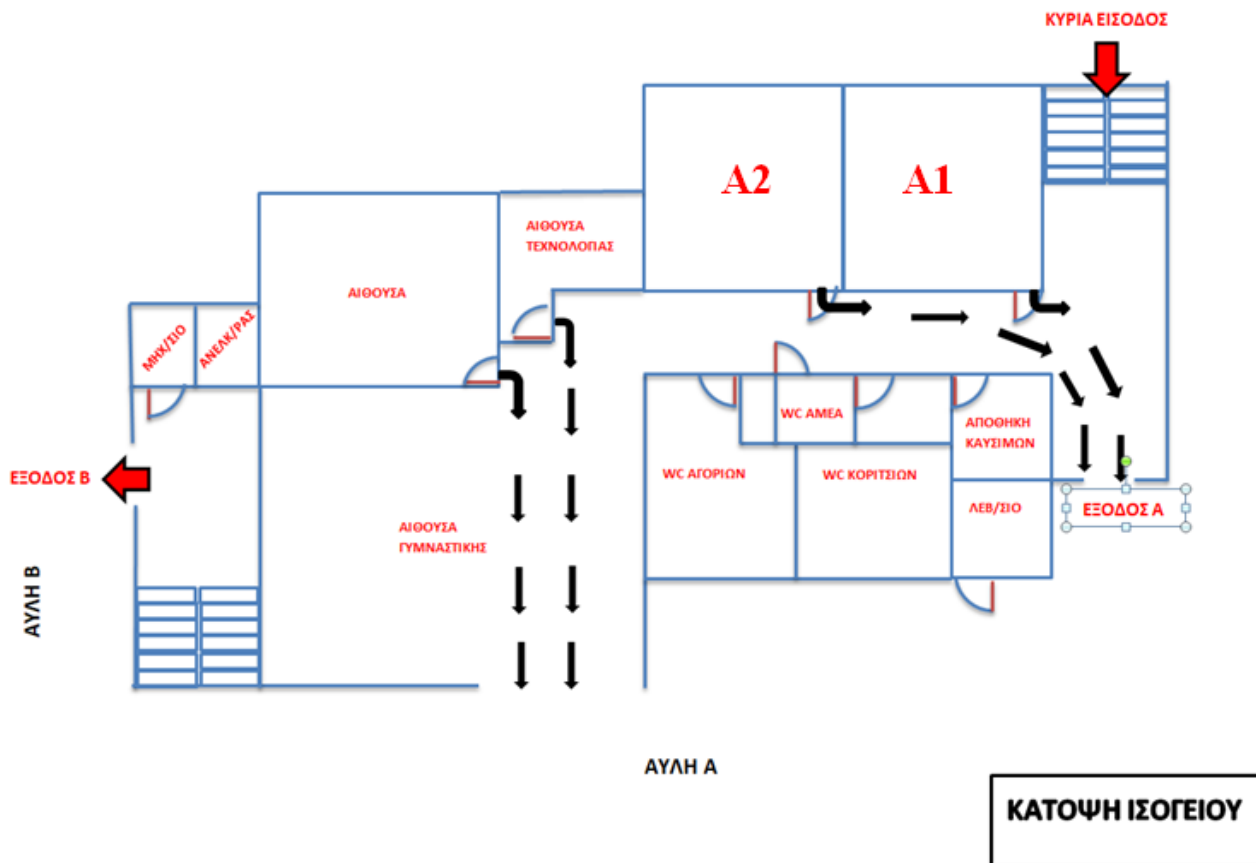 ΚΥΡΙΑ ΕΙΣΟΔΟΣ
Α2
Α1
ΑΙΘΟΥΣΑ
ΤΕΧΝΟΛΟΓΙΑΣ
ΑΙΘΟΥΣΑ
ΜΗΧ/ΣΙΟ
ΑΝΕΛΚ/ΡΑΣ
WC ΑΜΕΑ
ΑΠΟΘΗΚΗ
ΚΑΥΣΙΜΩΝ
WC ΑΓΟΡΙΩΝ
WC ΚΟΡΙΤΣΙΩΝ
ΕΞΟΔΟΣ Β
ΛΕΒ/ΣΙΟ
ΕΞΟΔΟΣ Α
ΑΙΘΟΥΣΑ
ΓΥΜΝΑΣΤΙΚΗΣ
ΑΥΛΗ Β
ΑΥΛΗ Α
ΚΑΤΟΨΗ ΙΣΟΓΕΙΟΥ